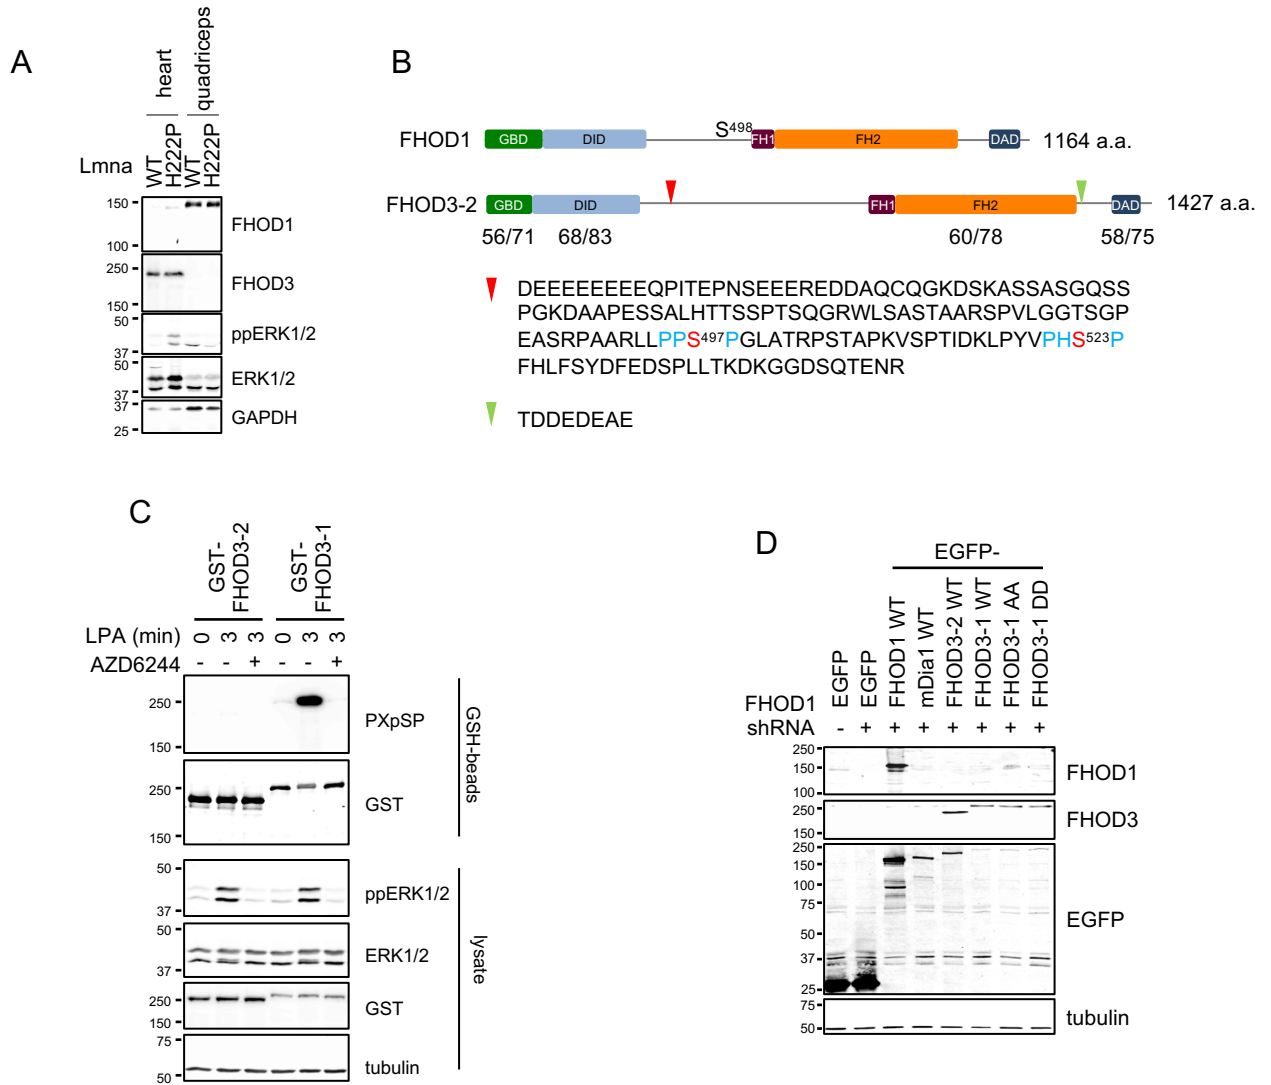 A
heart
quadriceps
Lmna
WT
H222P
WT
H222P
150
100
FHOD1
250
150
FHOD3
50
37
ppERK1/2
50
37
ERK1/2
37
25
GAPDH
B
FHOD1
GBD
DID
S498
FH1
FH2
DAD
1164 a.a.
FHOD3-2
GBD
DID
FH1
FH2
DAD
1427 a.a.
56/71
68/83
60/78
58/75
DEEEEEEEEEQPITEPNSEEEREDDAQCQGKDSKASSASGQSS
PGKDAAPESSALHTTSSPTSQGRWLSASTAARSPVLGGTSGP
EASRPAARLLPPS497PGLATRPSTAPKVSPTIDKLPYVPHS523P
FHLFSYDFEDSPLLTKDKGGDSQTENR
TDDEDEAE
C
GST-
FHOD3-2
GST-
FHOD3-1
LPA (min)
0 3 3 0 3 3
AZD6244
- - + - - +
250
150
PXpSP
250
150
GST
GSH-beads
50
37
ppERK1/2
50
37
ERK1/2
250
150
GST
75
50
tubulin
lysate
D
EGFP-
EGFP
EGFP
FHOD1 WT
mDia1 WT
FHOD3-2 WT
FHOD3-1 WT
FHOD3-1 AA
FHOD3-1 DD
FHOD1
shRNA
- + + + + + + +
250
150
100
FHOD1
250
150
FHOD3
250
150
100
75
50
37
25
EGFP
75
50
tubulin